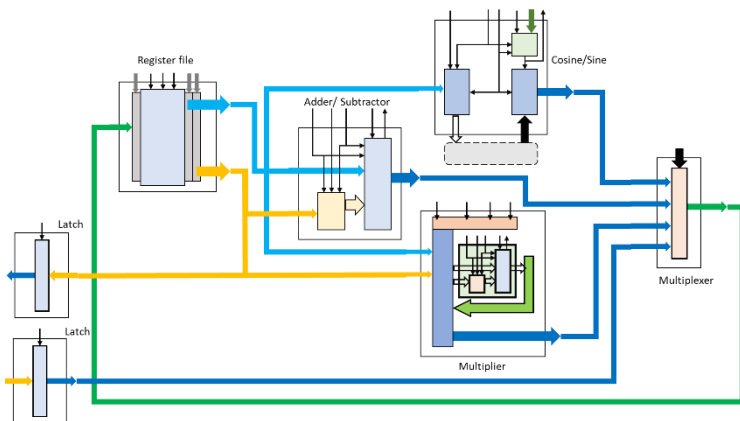 Register file
Cosine/Sine
Adder/ Subtractor
Latch
Multiplexer
Latch
Multiplier